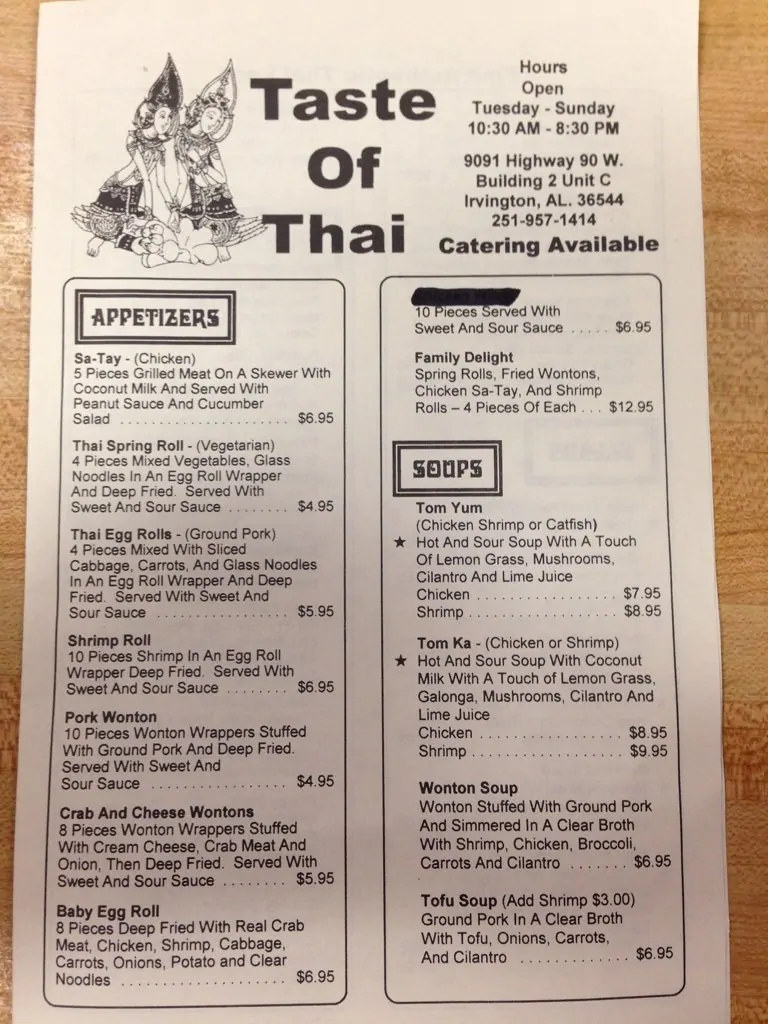 Taste
Of
Thai
Hours
Open
Tuesday - Sunday
10:30 AM - 8:30 PM
9091 Highway 90 W.
Building 2 Unit C
Irvington, AL. 36544
251-957-1414
Catering Available
APPETIZERS
Sa-Tay - (Chicken)
5 Pieces Grilled Meat On A Skewer With
Coconut Milk And Served With
Peanut Sauce And Cucumber
Salad . . . . . . . . . . . . . . . . . . . . . . $6.95
Thai Spring Roll - (Vegetarian)
4 Pieces Mixed Vegetables, Glass
Noodles In An Egg Roll Wrapper
And Deep Fried. Served With
Sweet And Sour Sauce . . . . . . . . $4.95
Thai Egg Rolls - (Ground Pork)
4 Pieces Mixed With Sliced
Cabbage, Carrots, And Glass Noodles
In An Egg Roll Wrapper And Deep
Fried. Served With Sweet And
Sour Sauce . . . . . . . . . . . . . . . . . $5.95
Shrimp Roll
10 Pieces Shrimp In An Egg Roll
Wrapper Deep Fried. Served With
Sweet And Sour Sauce . . . . . . . . $6.95
Pork Wonton
10 Pieces Wonton Wrappers Stuffed
With Ground Pork And Deep Fried.
Served With Sweet And
Sour Sauce . . . . . . . . . . . . . . . . . $4.95
Crab And Cheese Wontons
8 Pieces Wonton Wrappers Stuffed
With Cream Cheese, Crab Meat And
Onion, Then Deep Fried. Served With
Sweet And Sour Sauce . . . . . . . . $5.95
Baby Egg Roll
8 Pieces Deep Fried With Real Crab
Meat, Chicken, Shrimp, Cabbage,
Carrots, Onions, Potato and Clear
Noodles . . . . . . . . . . . . . . . . . . . . $6.95
10 Pieces Served With
Sweet And Sour Sauce . . . . . $6.95
Family Delight
Spring Rolls, Fried Wontons,
Chicken Sa-Tay, And Shrimp
Rolls – 4 Pieces Of Each . . . $12.95
SOUPS
Tom Yum
(Chicken Shrimp or Catfish)
★ Hot And Sour Soup With A Touch
Of Lemon Grass, Mushrooms,
Cilantro And Lime Juice
Chicken . . . . . . . . . . . . . . . . . $7.95
Shrimp . . . . . . . . . . . . . . . . . . $8.95
Tom Ka - (Chicken or Shrimp)
★ Hot And Sour Soup With Coconut
Milk With A Touch of Lemon Grass,
Galonga, Mushrooms, Cilantro And
Lime Juice
Chicken . . . . . . . . . . . . . . . . . $8.95
Shrimp . . . . . . . . . . . . . . . . . . $9.95
Wonton Soup
Wonton Stuffed With Ground Pork
And Simmered In A Clear Broth
With Shrimp, Chicken, Broccoli,
Carrots And Cilantro . . . . . . . $6.95
Tofu Soup (Add Shrimp $3.00)
Ground Pork In A Clear Broth
With Tofu, Onions, Carrots,
And Cilantro . . . . . . . . . . . . . $6.95